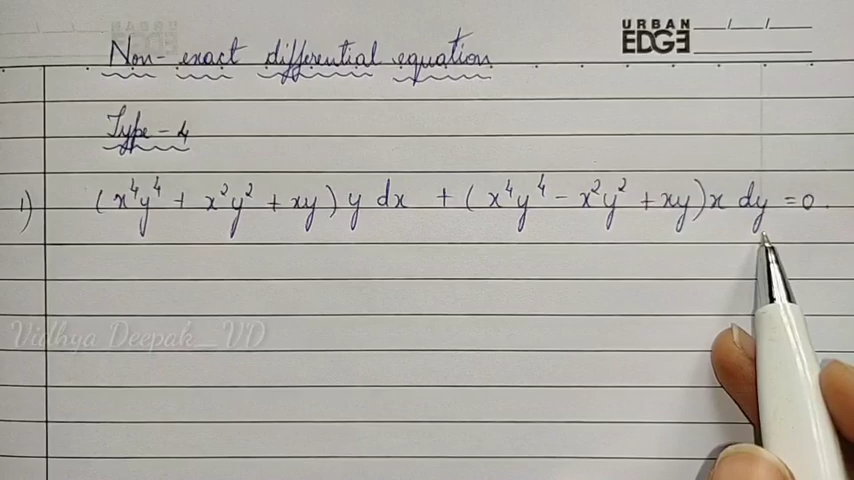 URBAN
EDGE
Non-exact differential equation
Type - 4
1) (x⁴y⁴ + x²y² + xy) y dx + (x⁴y⁴ - x²y² + xy) x dy = 0.
Vidhya Deepak_VD